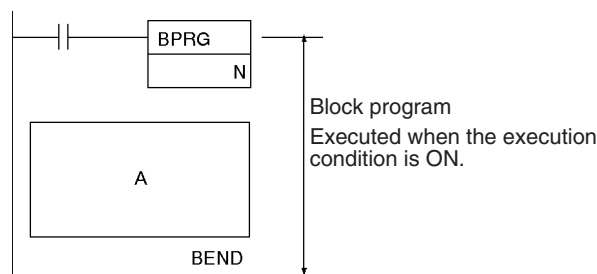 BPRG
N
Block program
Executed when the execution
condition is ON.
A
BEND